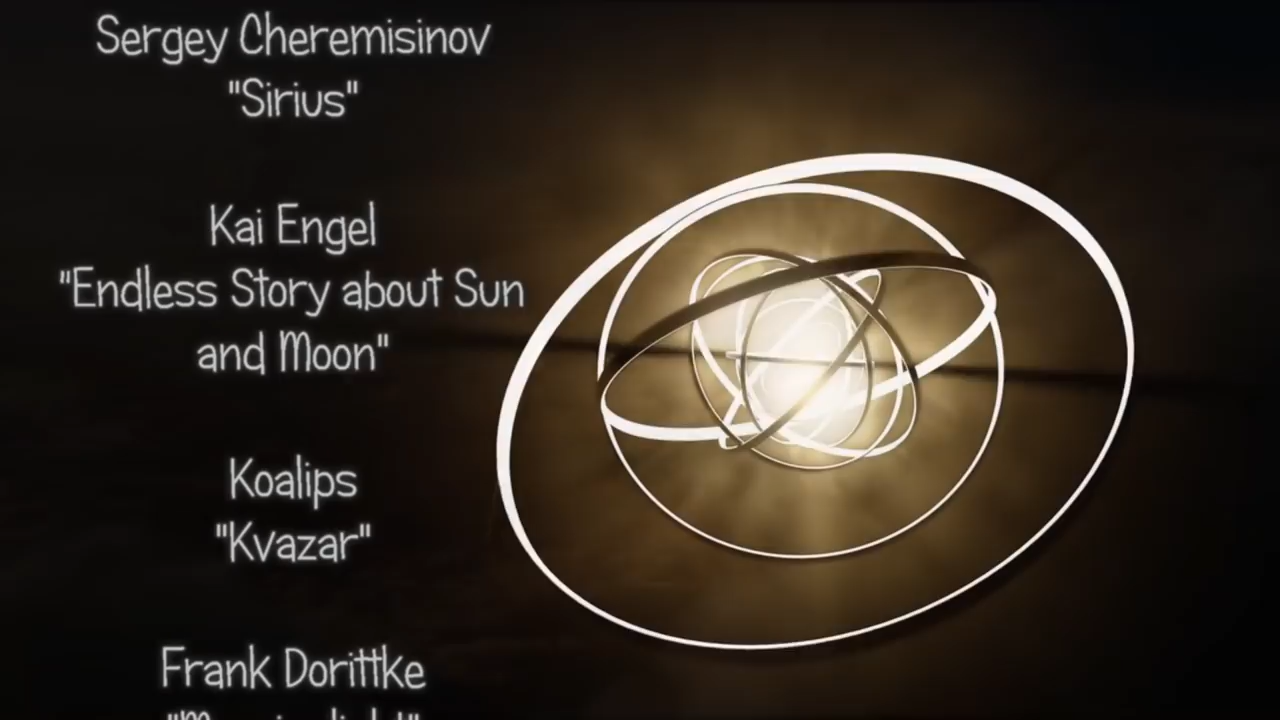 Sergey Cheremisinov
"Sirius"
Kai Engel
"Endless Story about Sun
and Moon"
Koalips
"Kvazar"
Frank Dorittke